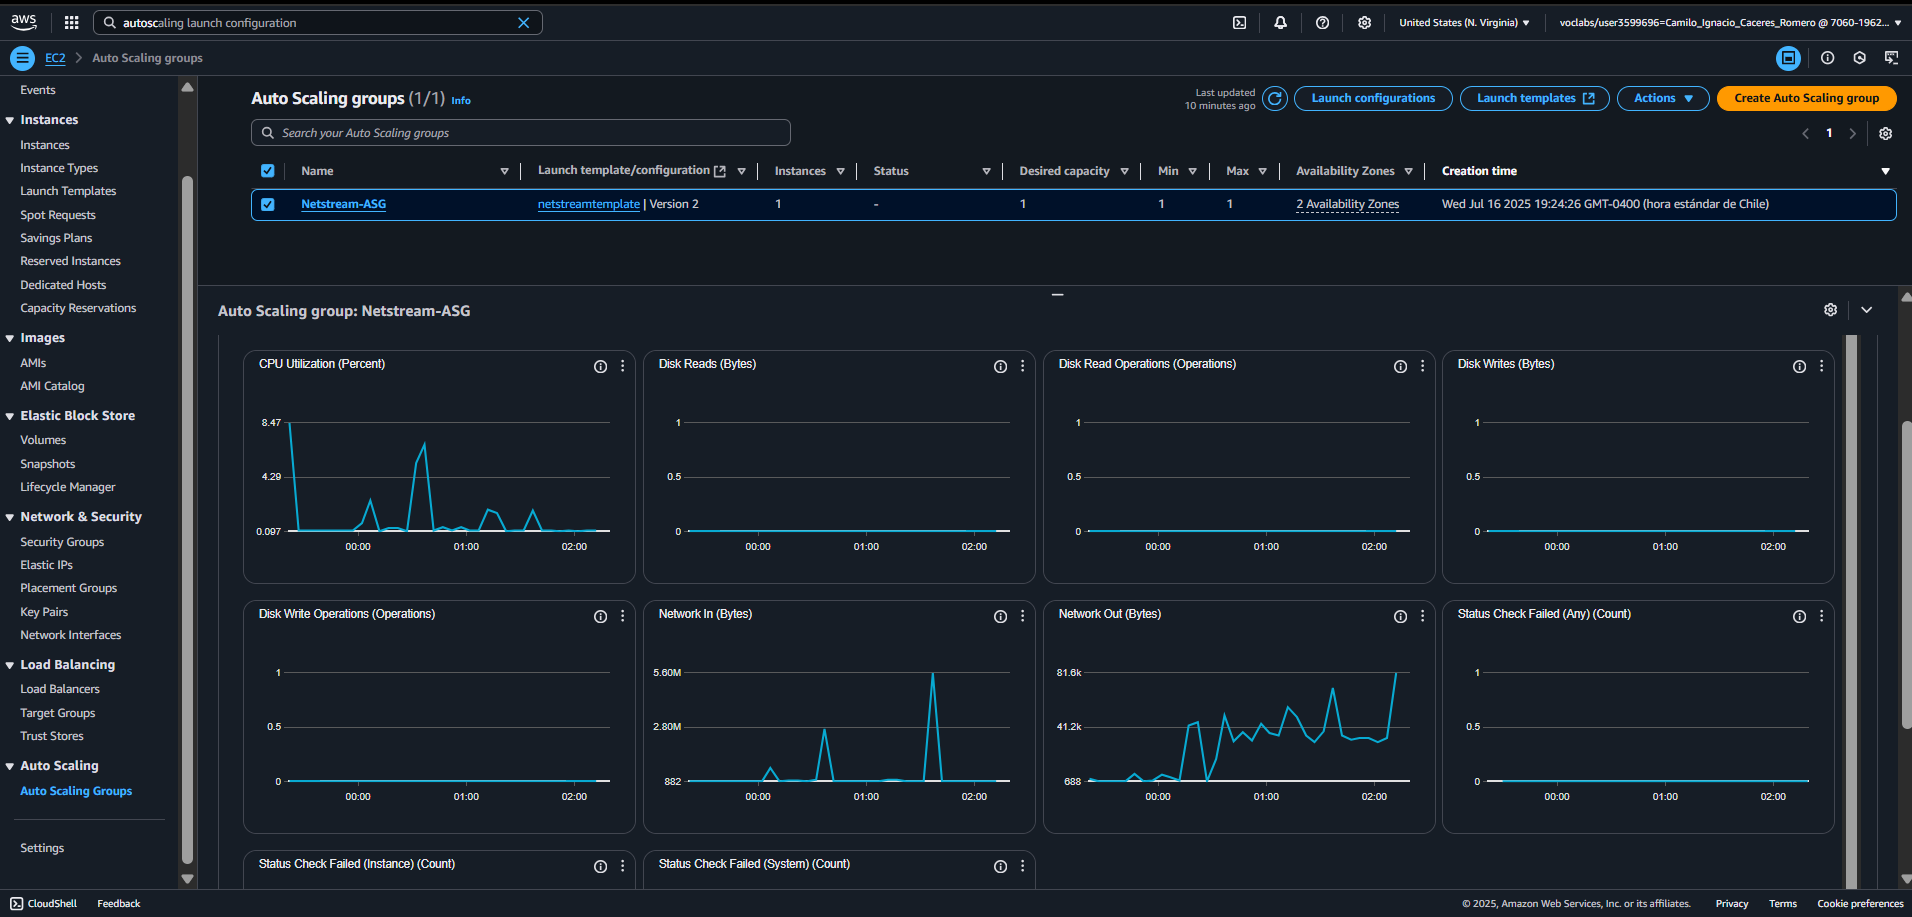 aws
autoscaling launch configuration
United States (N. Virginia)
voclabs/user3599696=Camilo_Ignacio_Caceres_Romero @ 7060-1962...
EC2
Auto Scaling groups
Events
Instances
Instances
Instance Types
Launch Templates
Spot Requests
Savings Plans
Reserved Instances
Dedicated Hosts
Capacity Reservations
Images
AMIs
AMI Catalog
Elastic Block Store
Volumes
Snapshots
Lifecycle Manager
Network & Security
Security Groups
Elastic IPs
Placement Groups
Key Pairs
Network Interfaces
Load Balancing
Load Balancers
Target Groups
Trust Stores
Auto Scaling
Auto Scaling Groups
Settings
Auto Scaling groups (1/1) Info
Last updated
10 minutes ago
Launch configurations
Launch templates
Actions
Create Auto Scaling group
Search your Auto Scaling groups
1
Name Launch template/configuration Instances Status Desired capacity Min Max Availability Zones Creation time
Netstream-ASG netstreamtemplate | Version 2 1 - 1 1 1 2 Availability Zones Wed Jul 16 2025 19:24:26 GMT-0400 (hora estándar de Chile)
Auto Scaling group: Netstream-ASG
CPU Utilization (Percent)
8.47
4.29
0.097
00:00 01:00 02:00
Disk Reads (Bytes)
1
0.5
0
00:00 01:00 02:00
Disk Read Operations (Operations)
1
0.5
0
00:00 01:00 02:00
Disk Writes (Bytes)
1
0.5
0
00:00 01:00 02:00
Disk Write Operations (Operations)
1
0.5
0
00:00 01:00 02:00
Network In (Bytes)
5.60M
2.80M
882
00:00 01:00 02:00
Network Out (Bytes)
81.6k
41.2k
688
00:00 01:00 02:00
Status Check Failed (Any) (Count)
1
0.5
0
00:00 01:00 02:00
Status Check Failed (Instance) (Count)
Status Check Failed (System) (Count)
CloudShell Feedback
© 2025, Amazon Web Services, Inc. or its affiliates. Privacy Terms Cookie preferences